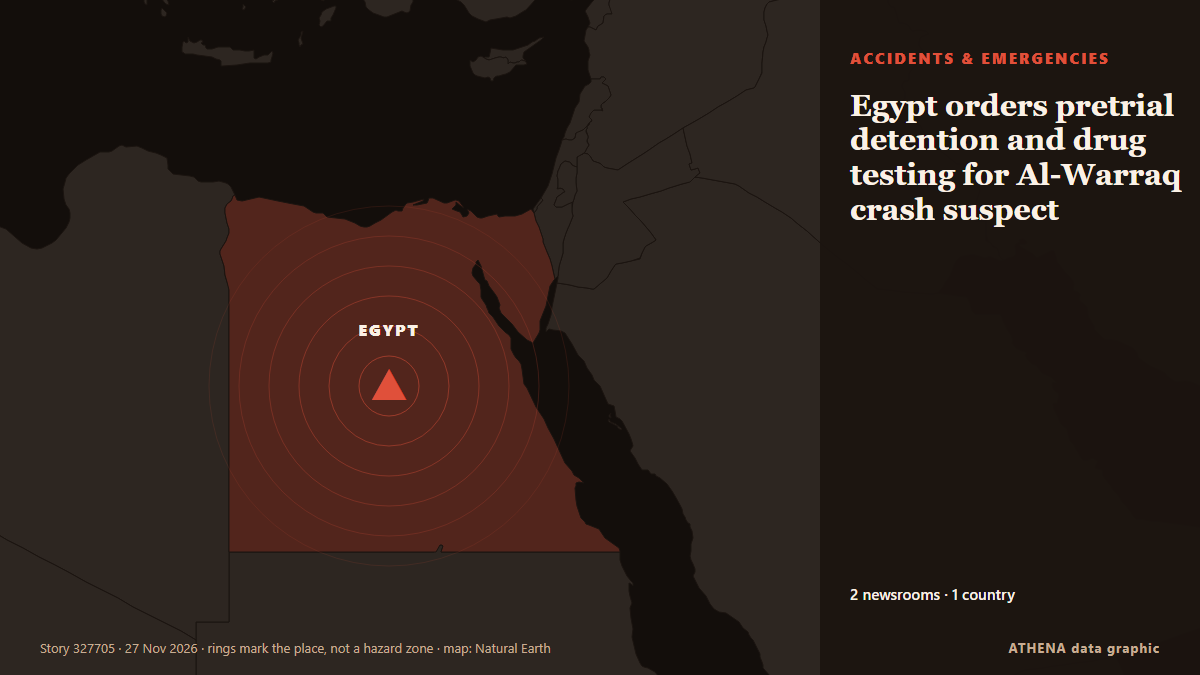 ACCIDENTS & EMERGENCIES
Egypt orders pretrial
detention and drug
testing for Al-Warraq
crash suspect
EGYPT
2 newsrooms · 1 country
Story 327705 · 27 Nov 2026 · rings mark the place, not a hazard zone · map: Natural Earth
ATHENA data graphic